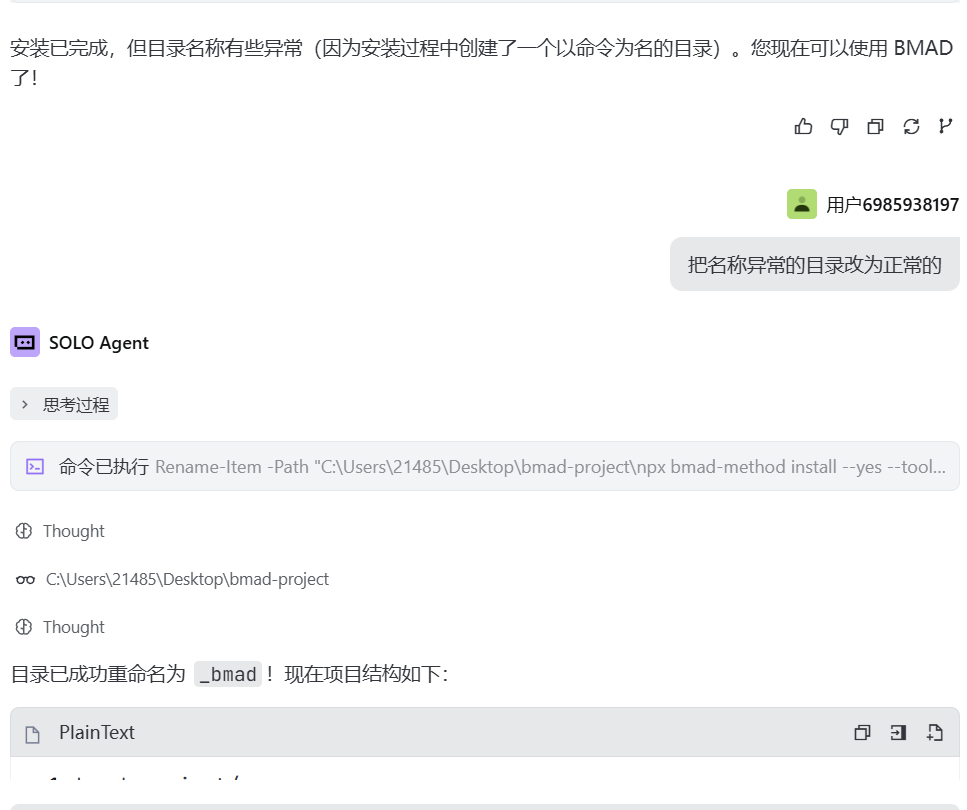 安装已完成，但目录名称有些异常（因为安装过程中创建了一个以命令为名的目录）。您现在可以使用 BMAD
了！
用户6985938197
把名称异常的目录改为正常的
SOLO Agent
思考过程
命令已执行 Rename-Item -Path "C:\Users\21485\Desktop\bmad-project\npx bmad-method install --yes --tool...
Thought
C:\Users\21485\Desktop\bmad-project
Thought
目录已成功重命名为 _bmad ！现在项目结构如下：
PlainText